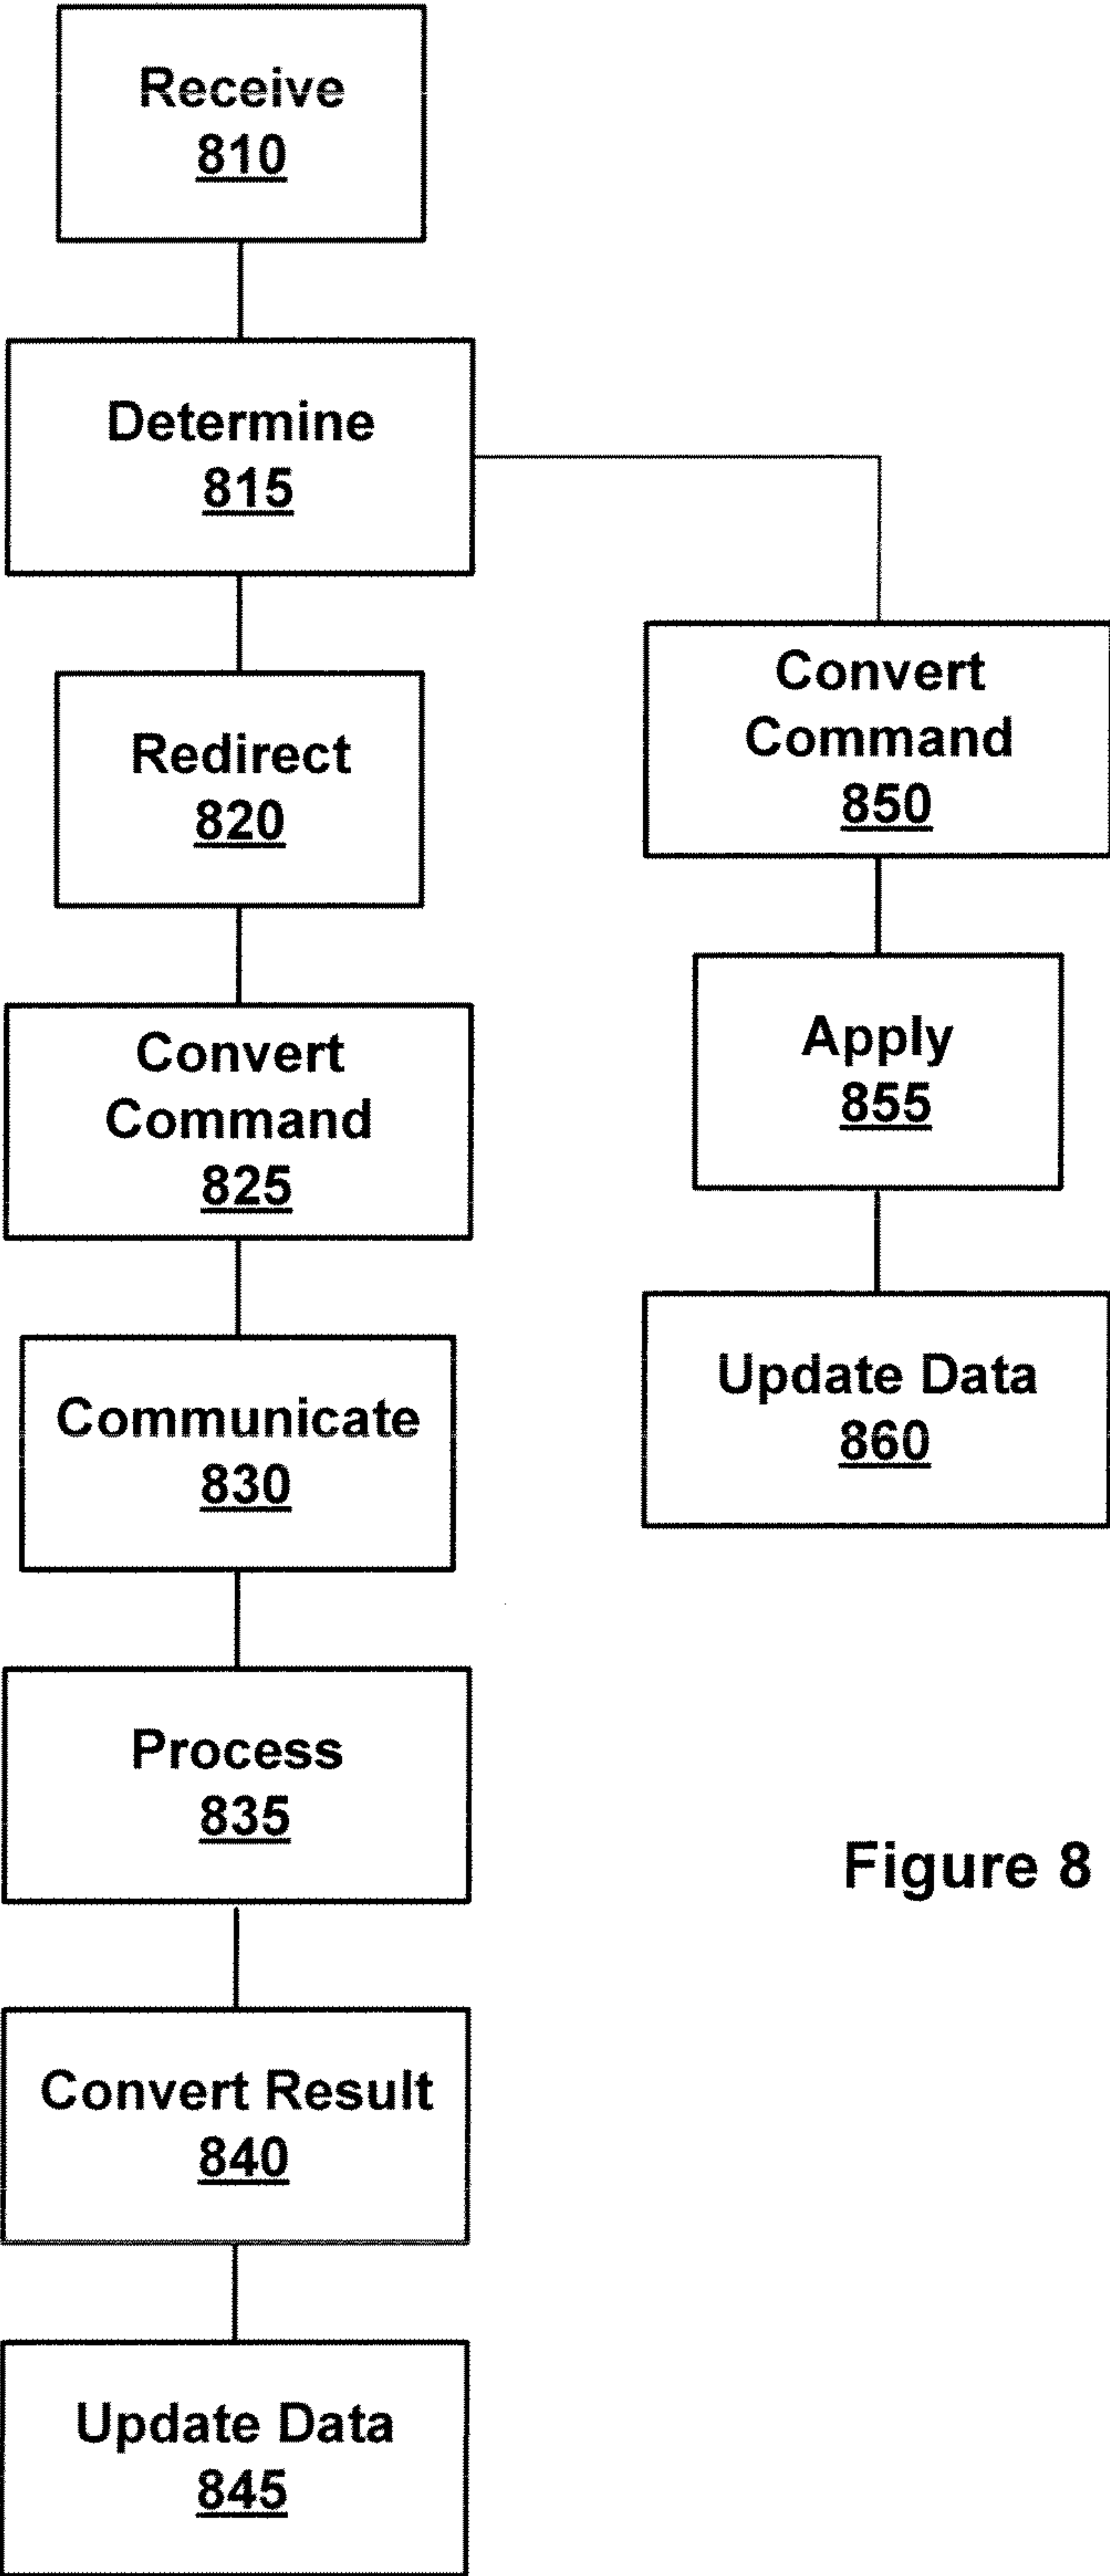 Receive
810
Determine
815
Redirect
820
Convert
Command
825
Communicate
830
Process
835
Convert Result
840
Update Data
845
Convert
Command
850
Apply
855
Update Data
860
Figure 8